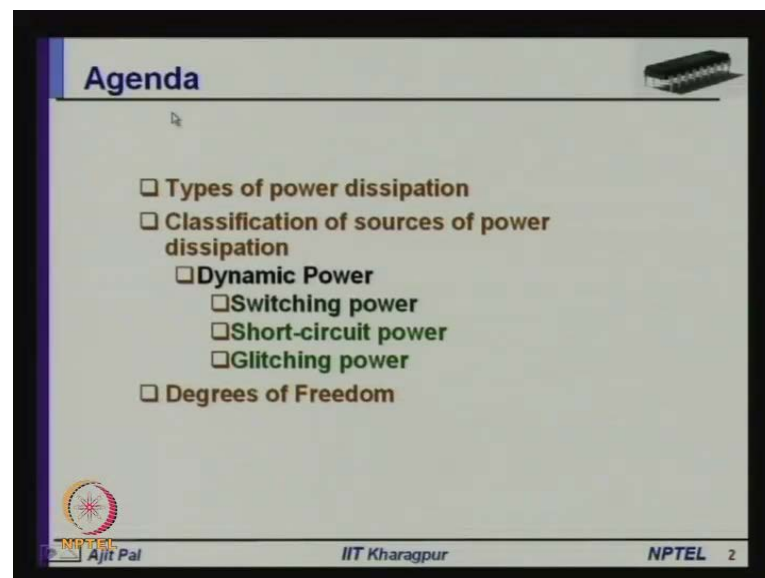 Agenda
❑ Types of power dissipation
❑ Classification of sources of power
dissipation
❑Dynamic Power
❑Switching power
❑Short-circuit power
❑Glitching power
❑ Degrees of Freedom
NPTEL
Ajit Pal
IIT Kharagpur
NPTEL 2